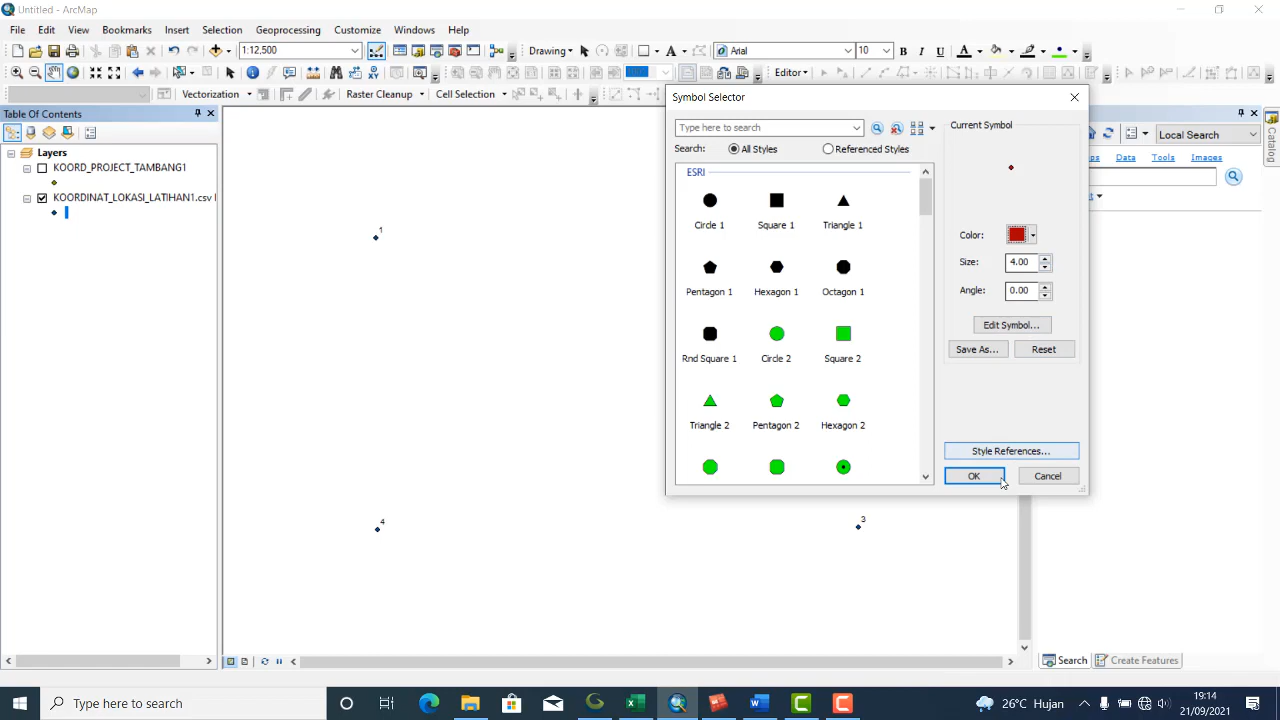 Untitled - ArcMap
File Edit View Bookmarks Insert Selection Geoprocessing Customize Windows Help
1:12,500 Drawing Arial 10 B I U A
Editor
Vectorization Raster Cleanup Cell Selection
Table Of Contents
Layers
KOORD_PROJECT_TAMBANG1
KOORDINAT_LOKASI_LATIHAN1.csv
1
4
3
Symbol Selector
Type here to search
Search: All Styles Referenced Styles
ESRI
Circle 1 Square 1 Triangle 1
Pentagon 1 Hexagon 1 Octagon 1
Rnd Square 1 Circle 2 Square 2
Triangle 2 Pentagon 2 Hexagon 2
Current Symbol
Color:
Size: 4.00
Angle: 0.00
Edit Symbol...
Save As... Reset
Style References...
OK Cancel
Local Search
Data Tools Images
Catalog
Search Create Features
Type here to search
26°C Hujan
19:14
21/09/2021